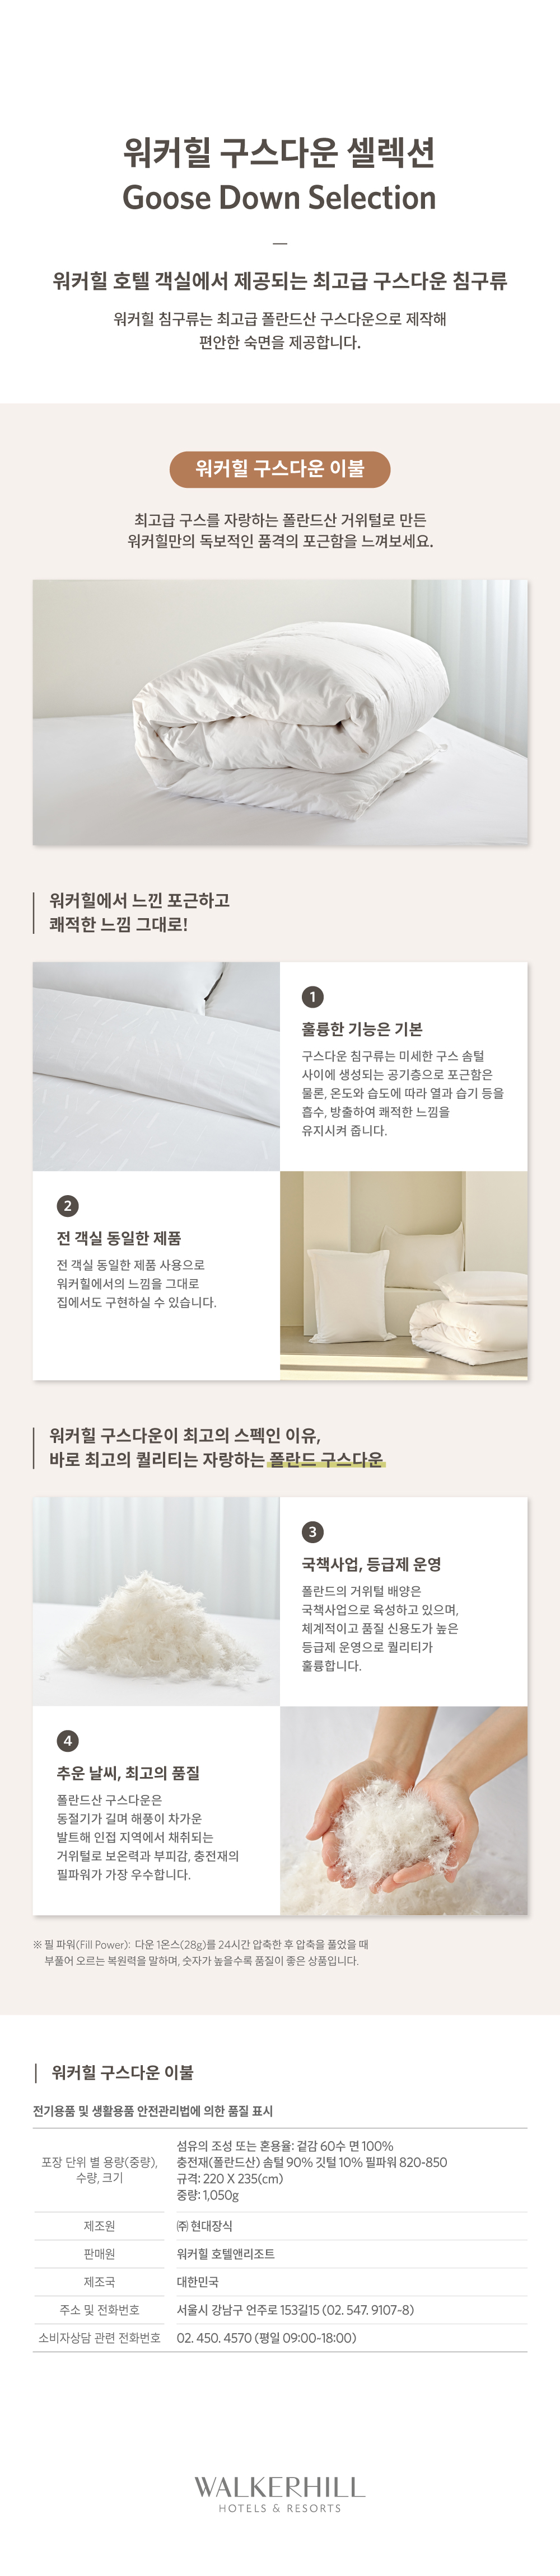 워커힐 구스다운 셀렉션
Goose Down Selection
워커힐 호텔 객실에서 제공되는 최고급 구스다운 침구류
워커힐 침구류는 최고급 폴란드산 구스다운으로 제작해
편안한 숙면을 제공합니다.
워커힐 구스다운 이불
최고급 구스를 자랑하는 폴란드산 거위털로 만든
워커힐만의 독보적인 품격의 포근함을 느껴보세요.
워커힐에서 느낀 포근하고
쾌적한 느낌 그대로!
1
훌륭한 기능은 기본
구스다운 침구류는 미세한 구스 솜털
사이에 생성되는 공기층으로 포근함은
물론, 온도와 습도에 따라 열과 습기 등을
흡수, 방출하여 쾌적한 느낌을
유지시켜 줍니다.
2
전 객실 동일한 제품
전 객실 동일한 제품 사용으로
워커힐에서의 느낌을 그대로
집에서도 구현하실 수 있습니다.
워커힐 구스다운이 최고의 스펙인 이유,
바로 최고의 퀄리티는 자랑하는 폴란드 구스다운
3
국책사업, 등급제 운영
폴란드의 거위털 배양은
국책사업으로 육성하고 있으며,
체계적이고 품질 신용도가 높은
등급제 운영으로 퀄리티가
훌륭합니다.
4
추운 날씨, 최고의 품질
폴란드산 구스다운은
동절기가 길며 해풍이 차가운
발트해 인접 지역에서 채취되는
거위털로 보온력과 부피감, 충전재의
필파워가 가장 우수합니다.
※ 필 파워(Fill Power): 다운 1온스(28g)를 24시간 압축한 후 압축을 풀었을 때
부풀어 오르는 복원력을 말하며, 숫자가 높을수록 품질이 좋은 상품입니다.
워커힐 구스다운 이불
전기용품 및 생활용품 안전관리법에 의한 품질 표시
포장 단위 별 용량(중량),
수량, 크기
섬유의 조성 또는 혼용율: 겉감 60수 면 100%
충전재(폴란드산) 솜털 90% 깃털 10% 필파워 820-850
규격: 220 X 235(cm)
중량: 1,050g
제조원
㈜ 현대장식
판매원
워커힐 호텔앤리조트
제조국
대한민국
주소 및 전화번호
서울시 강남구 언주로 153길15 (02. 547. 9107-8)
소비자상담 관련 전화번호
02. 450. 4570 (평일 09:00-18:00)
WALKERHILL
HOTELS & RESORTS